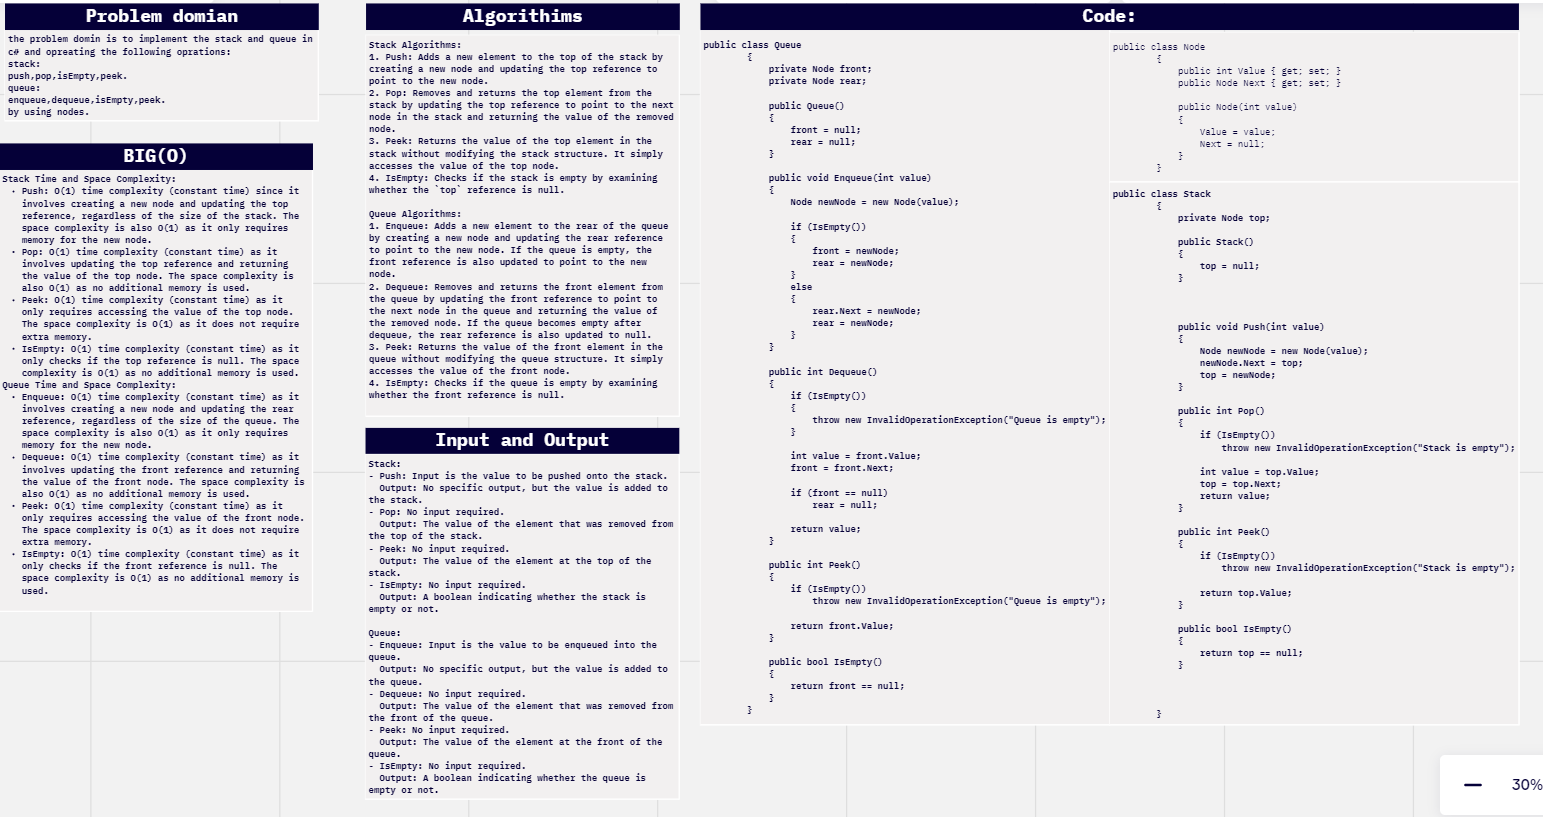 Problem domian
the problem domin is to implement the stack and queue in
c# and opreating the following oprations:
stack:
push,pop,isEmpty,peek.
queue:
enqueue,dequeue,isEmpty,peek.
by using nodes.
BIG(O)
Stack Time and Space Complexity:
• Push: O(1) time complexity (constant time) since it
involves creating a new node and updating the top
reference, regardless of the size of the stack. The
space complexity is also O(1) as it only requires
memory for the new node.
• Pop: O(1) time complexity (constant time) as it
involves updating the top reference and returning
the value of the top node. The space complexity is
also O(1) as no additional memory is used.
• Peek: O(1) time complexity (constant time) as it
only requires accessing the value of the top node.
The space complexity is O(1) as it does not require
extra memory.
• IsEmpty: O(1) time complexity (constant time) as it
only checks if the top reference is null. The space
complexity is O(1) as no additional memory is used.
Queue Time and Space Complexity:
• Enqueue: O(1) time complexity (constant time) as it
involves creating a new node and updating the rear
reference, regardless of the size of the queue. The
space complexity is also O(1) as it only requires
memory for the new node.
• Dequeue: O(1) time complexity (constant time) as it
involves updating the front reference and returning
the value of the front node. The space complexity is
also O(1) as no additional memory is used.
• Peek: O(1) time complexity (constant time) as it
only requires accessing the value of the front node.
The space complexity is O(1) as it does not require
extra memory.
• IsEmpty: O(1) time complexity (constant time) as it
only checks if the front reference is null. The
space complexity is O(1) as no additional memory is
used.
Algorithims
Stack Algorithms:
1. Push: Adds a new element to the top of the stack by
creating a new node and updating the top reference to
point to the new node.
2. Pop: Removes and returns the top element from the
stack by updating the top reference to point to the next
node in the stack and returning the value of the removed
node.
3. Peek: Returns the value of the top element in the
stack without modifying the stack structure. It simply
accesses the value of the top node.
4. IsEmpty: Checks if the stack is empty by examining
whether the `top` reference is null.
Queue Algorithms:
1. Enqueue: Adds a new element to the rear of the queue
by creating a new node and updating the rear reference
to point to the new node. If the queue is empty, the
front reference is also updated to point to the new
node.
2. Dequeue: Removes and returns the front element from
the queue by updating the front reference to point to
the next node in the queue and returning the value of
the removed node. If the queue becomes empty after
dequeue, the rear reference is also updated to null.
3. Peek: Returns the value of the front element in the
queue without modifying the queue structure. It simply
accesses the value of the front node.
4. IsEmpty: Checks if the queue is empty by examining
whether the front reference is null.
Input and Output
Stack:
- Push: Input is the value to be pushed onto the stack.
Output: No specific output, but the value is added to
the stack.
- Pop: No input required.
Output: The value of the element that was removed from
the top of the stack.
- Peek: No input required.
Output: The value of the element at the top of the
stack.
- IsEmpty: No input required.
Output: A boolean indicating whether the stack is
empty or not.
Queue:
- Enqueue: Input is the value to be enqueued into the
queue.
Output: No specific output, but the value is added to
the queue.
- Dequeue: No input required.
Output: The value of the element that was removed from
the front of the queue.
- Peek: No input required.
Output: The value of the element at the front of the
queue.
- IsEmpty: No input required.
Output: A boolean indicating whether the queue is
empty or not.
Code:
public class Queue
{
private Node front;
private Node rear;
public Queue()
{
front = null;
rear = null;
}
public void Enqueue(int value)
{
Node newNode = new Node(value);
if (IsEmpty())
{
front = newNode;
rear = newNode;
}
else
{
rear.Next = newNode;
rear = newNode;
}
}
public int Dequeue()
{
if (IsEmpty())
{
throw new InvalidOperationException("Queue is empty");
}
int value = front.Value;
front = front.Next;
if (front == null)
rear = null;
return value;
}
public int Peek()
{
if (IsEmpty())
throw new InvalidOperationException("Queue is empty");
return front.Value;
}
public bool IsEmpty()
{
return front == null;
}
}
public class Node
{
public int Value { get; set; }
public Node Next { get; set; }
public Node(int value)
{
Value = value;
Next = null;
}
}
public class Stack
{
private Node top;
public Stack()
{
top = null;
}
public void Push(int value)
{
Node newNode = new Node(value);
newNode.Next = top;
top = newNode;
}
public int Pop()
{
if (IsEmpty())
throw new InvalidOperationException("Stack is empty");
int value = top.Value;
top = top.Next;
return value;
}
public int Peek()
{
if (IsEmpty())
throw new InvalidOperationException("Stack is empty");
return top.Value;
}
public bool IsEmpty()
{
return top == null;
}
}
30%